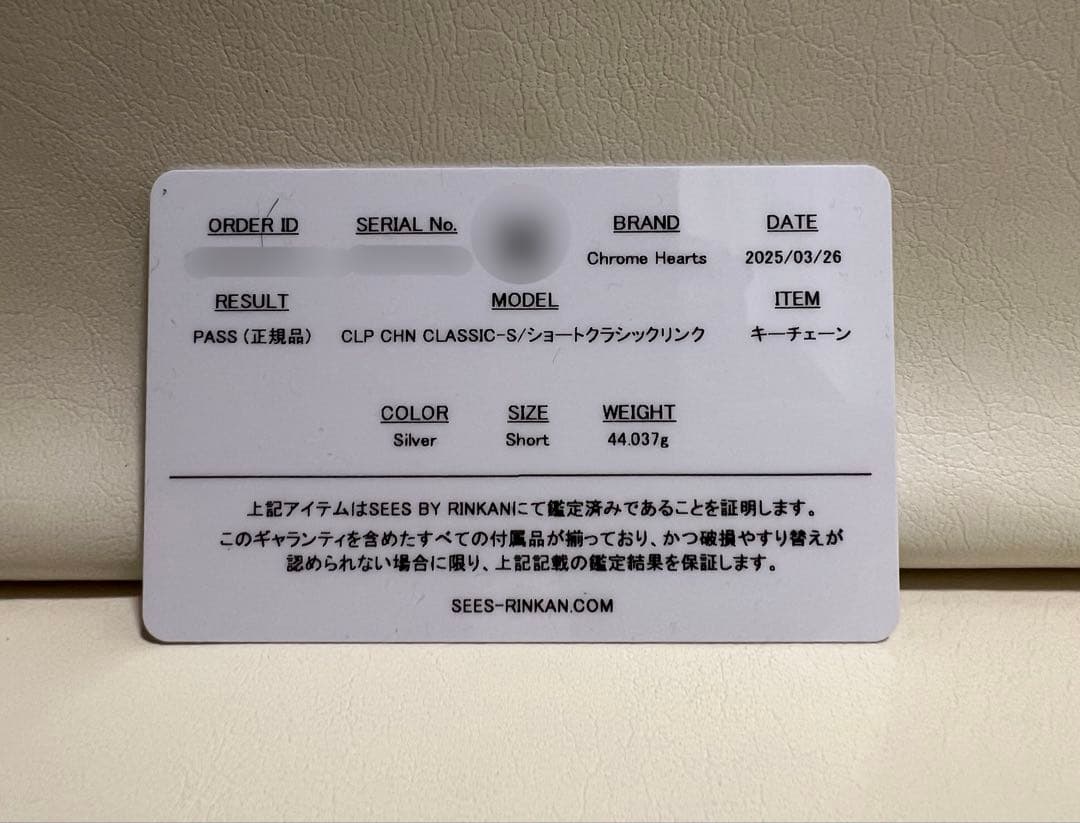 ORDER ID SERIAL No. BRAND DATE
Chrome Hearts 2025/03/26
RESULT MODEL ITEM
PASS (正規品) CLP CHN CLASSIC-S/ショートクラシックリンク キーチェーン
COLOR SIZE WEIGHT
Silver Short 44.037g
上記アイテムはSEES BY RINKANにて鑑定済みであることを証明します。
このギャランティを含めたすべての付属品が揃っており、かつ破損やすり替えが
認められない場合に限り、上記記載の鑑定結果を保証します。
SEES-RINKAN.COM